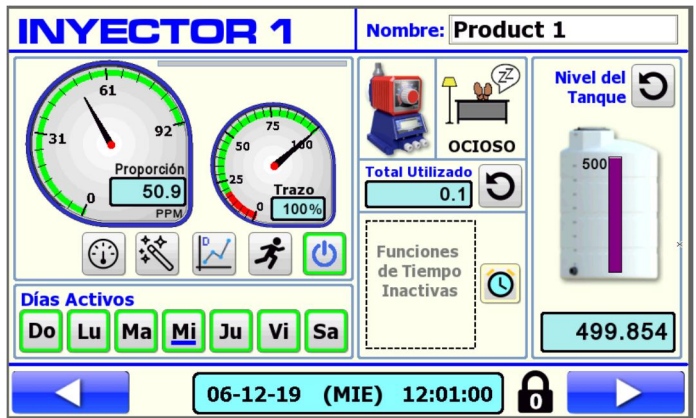 INYECTOR 1
Nombre: Product 1
61
31
92
0
Proporción
50.9
PPM
75
50
100
25
0
Trazo
100%
D
ZZ
OCIOSO
Total Utilizado
0.1
Funciones
de Tiempo
Inactivas
Nivel del
Tanque
500
499.854
Días Activos
Do Lu Ma Mi Ju Vi Sa
06-12-19 (MIE) 12:01:00
0